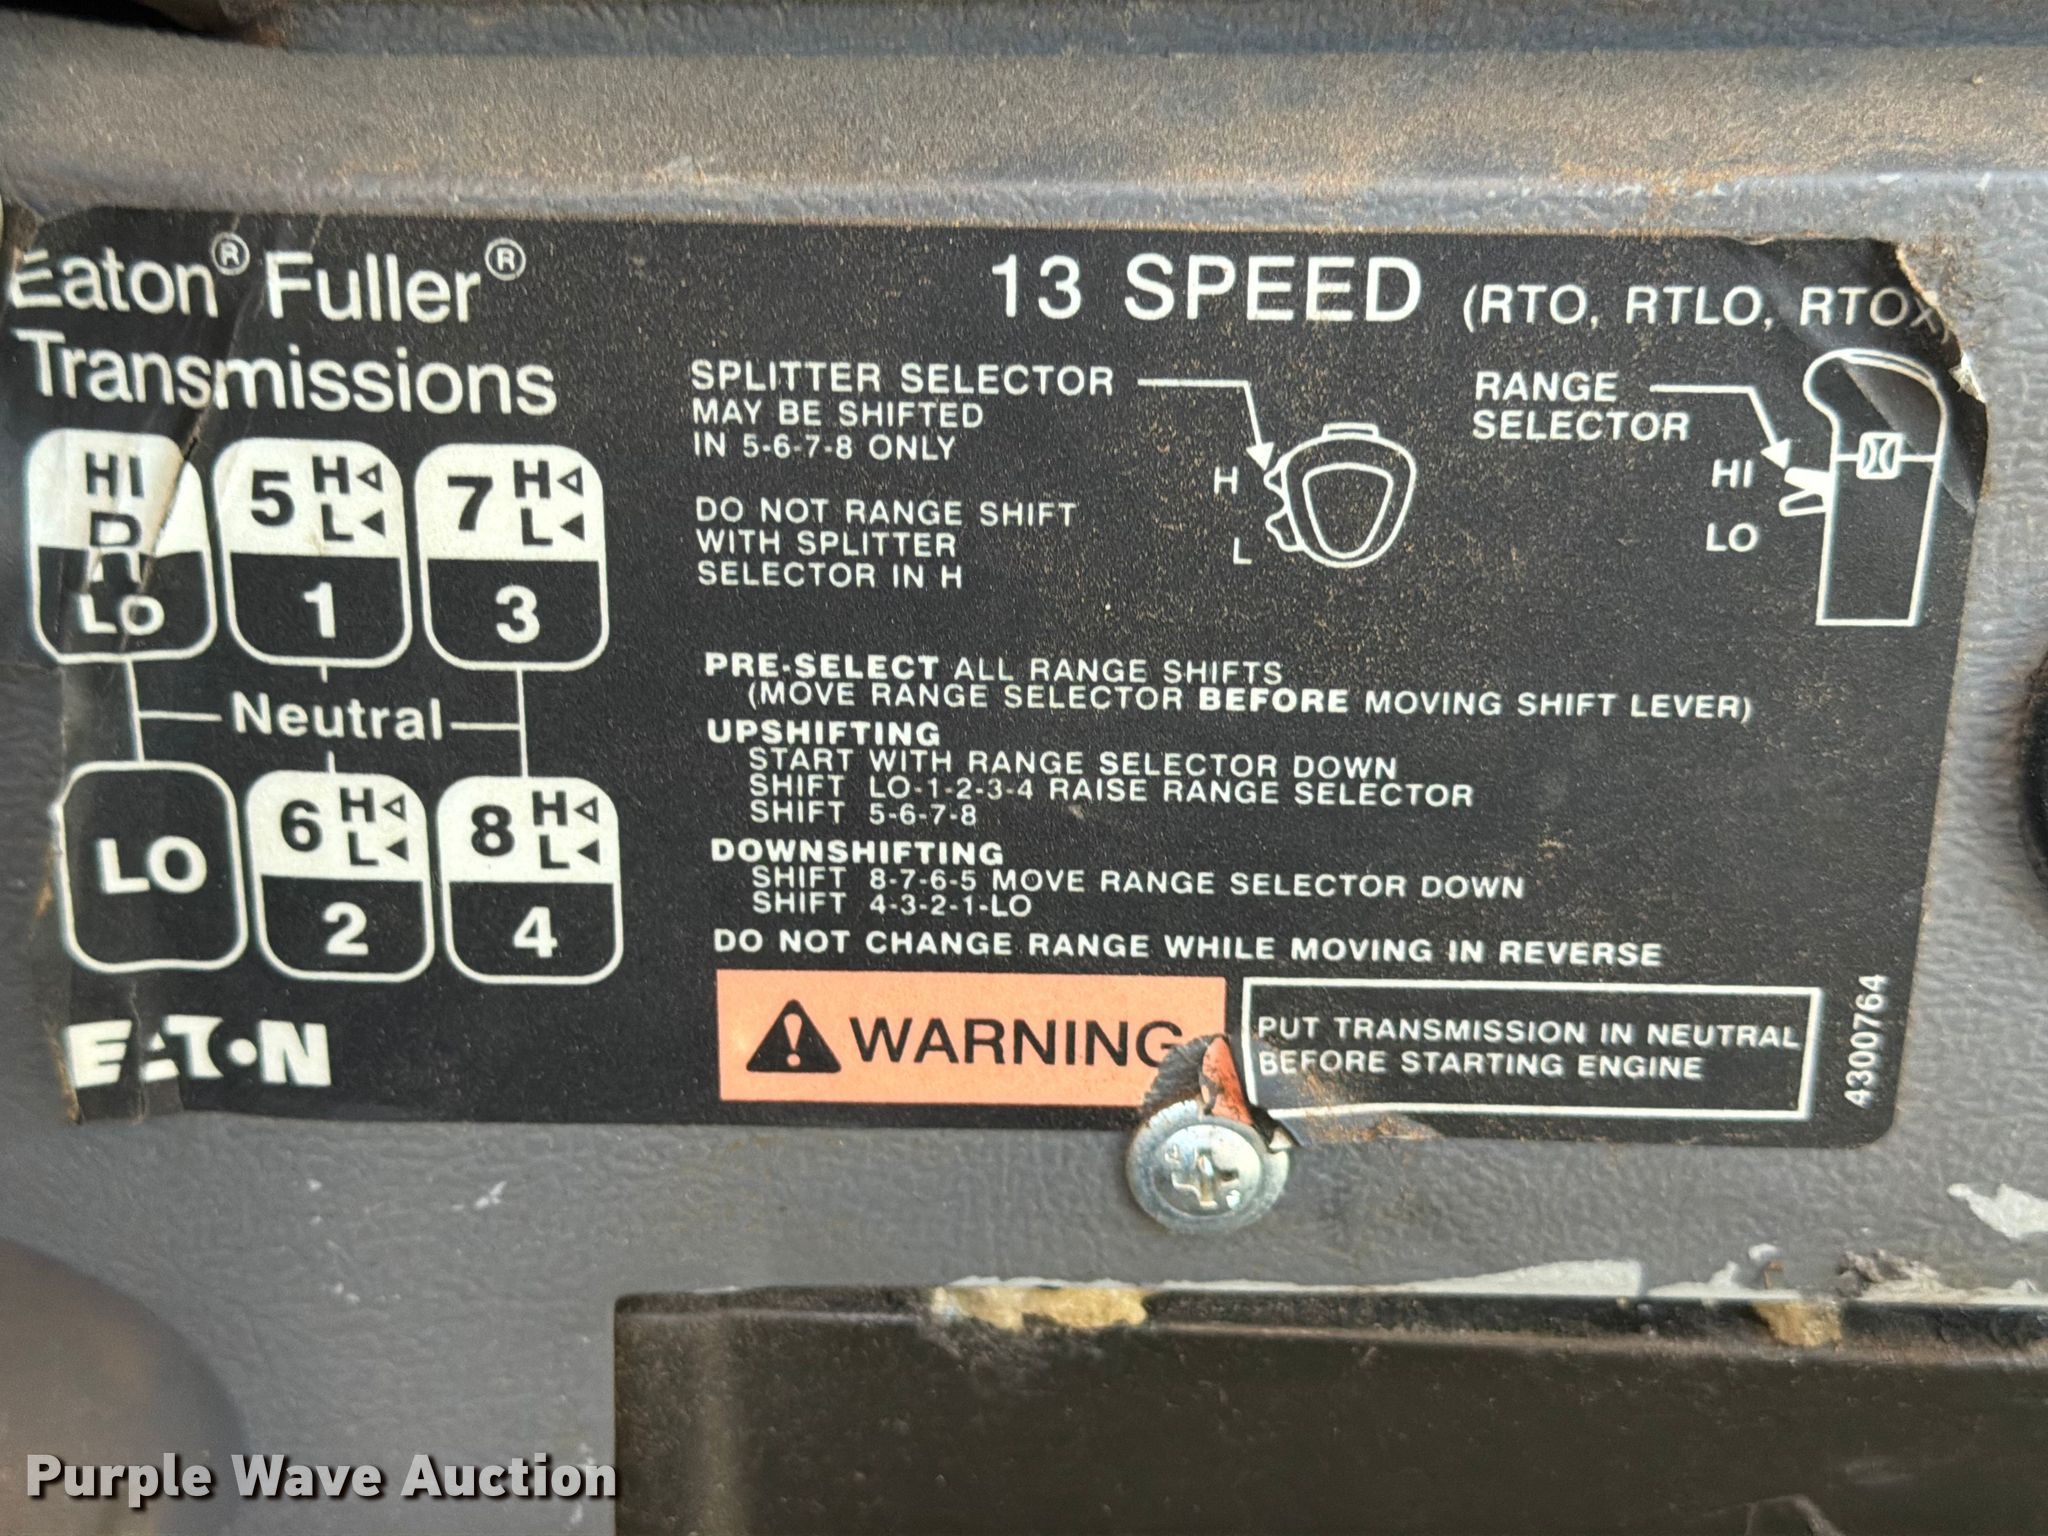 Eaton® Fuller®
Transmissions
13 SPEED (RTO, RTLO, RTOX)
SPLITTER SELECTOR
MAY BE SHIFTED
IN 5-6-7-8 ONLY
DO NOT RANGE SHIFT
WITH SPLITTER
SELECTOR IN H
H
L
RANGE
SELECTOR
HI
LO
HI
R
LO
5 H
L
1
7 H
L
3
Neutral
LO
6 H
L
2
8 H
L
4
EATON
PRE-SELECT ALL RANGE SHIFTS
(MOVE RANGE SELECTOR BEFORE MOVING SHIFT LEVER)
UPSHIFTING
START WITH RANGE SELECTOR DOWN
SHIFT LO-1-2-3-4 RAISE RANGE SELECTOR
SHIFT 5-6-7-8
DOWNSHIFTING
SHIFT 8-7-6-5 MOVE RANGE SELECTOR DOWN
SHIFT 4-3-2-1-LO
DO NOT CHANGE RANGE WHILE MOVING IN REVERSE
WARNING
PUT TRANSMISSION IN NEUTRAL
BEFORE STARTING ENGINE
4300764
Purple Wave Auction